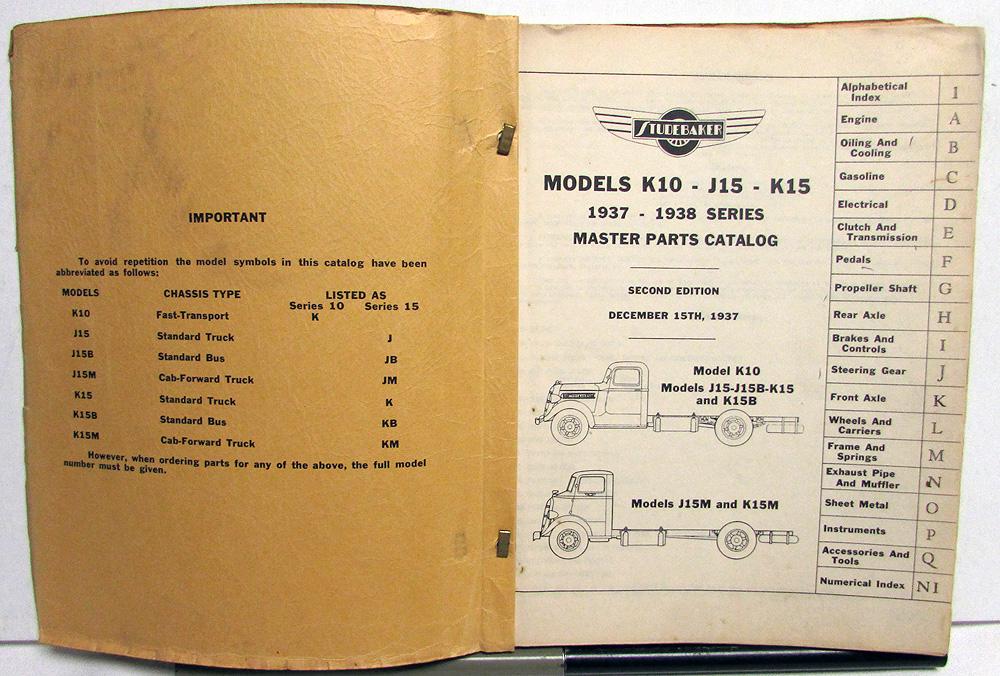 IMPORTANT
To avoid repetition the model symbols in this catalog have been
abbreviated as follows:
MODELS CHASSIS TYPE LISTED AS
Series 10 Series 15
K10 Fast-Transport K
J15 Standard Truck J
J15B Standard Bus JB
J15M Cab-Forward Truck JM
K15 Standard Truck K
K15B Standard Bus KB
K15M Cab-Forward Truck KM
However, when ordering parts for any of the above, the full model
number must be given.
STUDEBAKER
MODELS K10 - J15 - K15
1937 - 1938 SERIES
MASTER PARTS CATALOG
SECOND EDITION
DECEMBER 15TH, 1937
Model K10
Models J15-J15B-K15
and K15B
Models J15M and K15M
Alphabetical
Index 1
Engine A
Oiling And
Cooling B
Gasoline C
Electrical D
Clutch And
Transmission E
Pedals F
Propeller Shaft G
Rear Axle H
Brakes And
Controls I
Steering Gear J
Front Axle K
Wheels And
Carriers L
Frame And
Springs M
Exhaust Pipe
And Muffler N
Sheet Metal O
Instruments P
Accessories And
Tools Q
Numerical Index NI